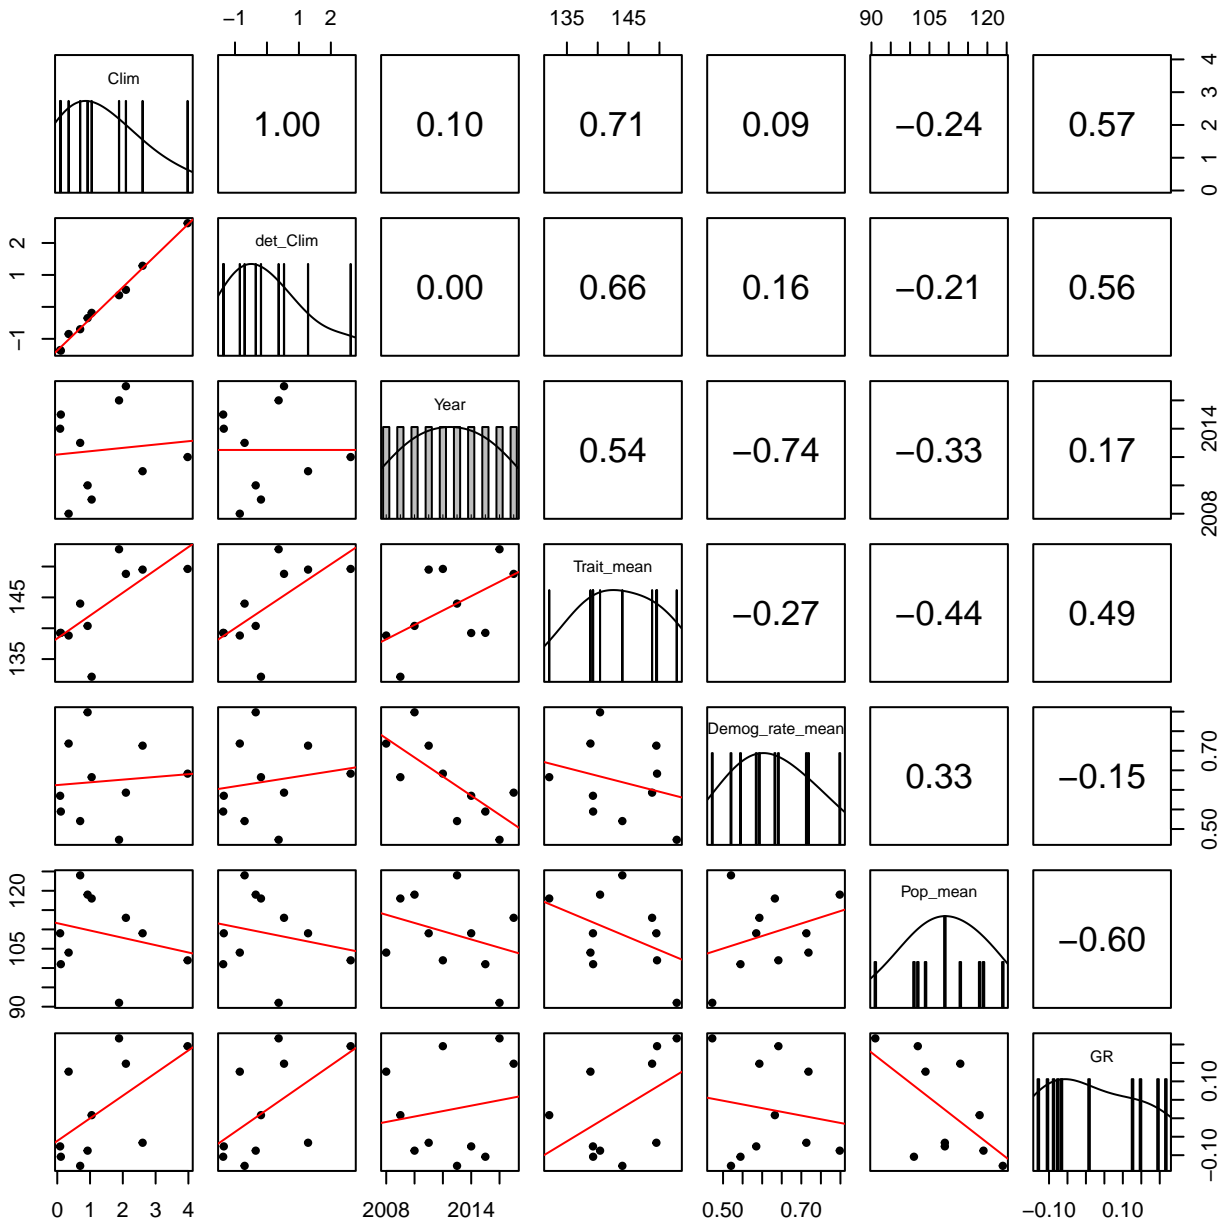 −1 1 2 135 145 90 105 120
Clim 1.00 0.10 0.71 0.09 −0.24 0.57 0 1 2 3 4
−1 1 2 det_Clim 0.00 0.66 0.16 −0.21 0.56
Year 0.54 −0.74 −0.33 0.17 2008 2014
135 145 Trait_mean −0.27 −0.44 0.49
Demog_rate_mean 0.33 −0.15 0.50 0.70
90 105 120 Pop_mean −0.60
GR −0.10 0.10
0 1 2 3 4 2008 2014 0.50 0.70 −0.10 0.10